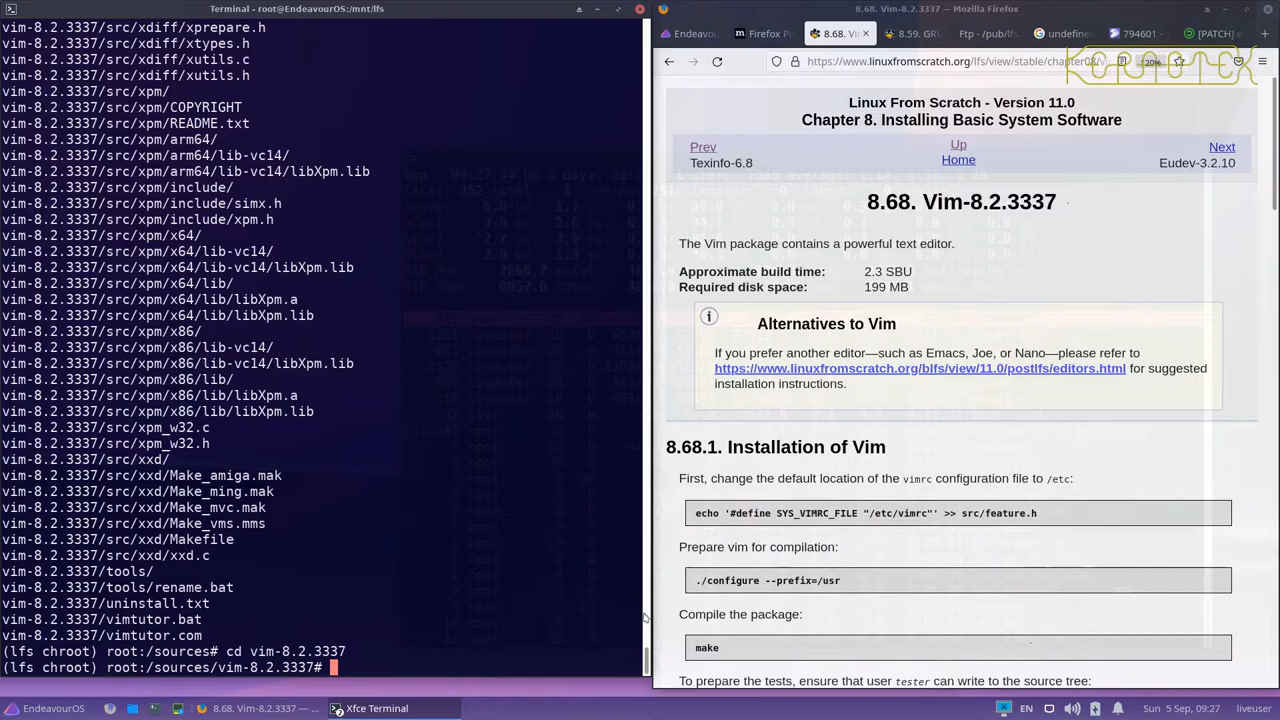 Terminal - root@EndeavourOS:/mnt/lfs
vim-8.2.3337/src/xdiff/xprepare.h
vim-8.2.3337/src/xdiff/xtypes.h
vim-8.2.3337/src/xdiff/xutils.c
vim-8.2.3337/src/xdiff/xutils.h
vim-8.2.3337/src/xpm/
vim-8.2.3337/src/xpm/COPYRIGHT
vim-8.2.3337/src/xpm/README.txt
vim-8.2.3337/src/xpm/arm64/
vim-8.2.3337/src/xpm/arm64/lib-vc14/
vim-8.2.3337/src/xpm/arm64/lib-vc14/libXpm.lib
vim-8.2.3337/src/xpm/include/
vim-8.2.3337/src/xpm/include/simx.h
vim-8.2.3337/src/xpm/include/xpm.h
vim-8.2.3337/src/xpm/x64/
vim-8.2.3337/src/xpm/x64/lib-vc14/
vim-8.2.3337/src/xpm/x64/lib-vc14/libXpm.lib
vim-8.2.3337/src/xpm/x64/lib/
vim-8.2.3337/src/xpm/x64/lib/libXpm.a
vim-8.2.3337/src/xpm/x64/lib/libXpm.lib
vim-8.2.3337/src/xpm/x86/
vim-8.2.3337/src/xpm/x86/lib-vc14/
vim-8.2.3337/src/xpm/x86/lib-vc14/libXpm.lib
vim-8.2.3337/src/xpm/x86/lib/
vim-8.2.3337/src/xpm/x86/lib/libXpm.a
vim-8.2.3337/src/xpm/x86/lib/libXpm.lib
vim-8.2.3337/src/xpm_w32.c
vim-8.2.3337/src/xpm_w32.h
vim-8.2.3337/src/xxd/
vim-8.2.3337/src/xxd/Make_amiga.mak
vim-8.2.3337/src/xxd/Make_ming.mak
vim-8.2.3337/src/xxd/Make_mvc.mak
vim-8.2.3337/src/xxd/Make_vms.mms
vim-8.2.3337/src/xxd/Makefile
vim-8.2.3337/src/xxd/xxd.c
vim-8.2.3337/tools/
vim-8.2.3337/tools/rename.bat
vim-8.2.3337/uninstall.txt
vim-8.2.3337/vimtutor.bat
vim-8.2.3337/vimtutor.com
(lfs chroot) root:/sources# cd vim-8.2.3337
(lfs chroot) root:/sources/vim-8.2.3337#
8.68. Vim-8.2.3337 — Mozilla Firefox
Endeavou Firefox Pr 8.68. Vi 8.59. GRU Ftp - /pub/lfs. undefine 794601 - [PATCH]
https://www.linuxfromscratch.org/lfs/view/stable/chapter08/v 120%
Linux From Scratch - Version 11.0
Chapter 8. Installing Basic System Software
Prev Up Next
Texinfo-6.8 Home Eudev-3.2.10
8.68. Vim-8.2.3337
The Vim package contains a powerful text editor.
Approximate build time: 2.3 SBU
Required disk space: 199 MB
Alternatives to Vim
If you prefer another editor—such as Emacs, Joe, or Nano—please refer to
https://www.linuxfromscratch.org/blfs/view/11.0/postlfs/editors.html for suggested
installation instructions.
8.68.1. Installation of Vim
First, change the default location of the vimrc configuration file to /etc:
echo '#define SYS_VIMRC_FILE "/etc/vimrc"' >> src/feature.h
Prepare vim for compilation:
./configure --prefix=/usr
Compile the package:
make
To prepare the tests, ensure that user tester can write to the source tree:
EndeavourOS 8.68. Vim-8.2.3337 — ... Xfce Terminal EN Sun 5 Sep, 09:27 liveuser